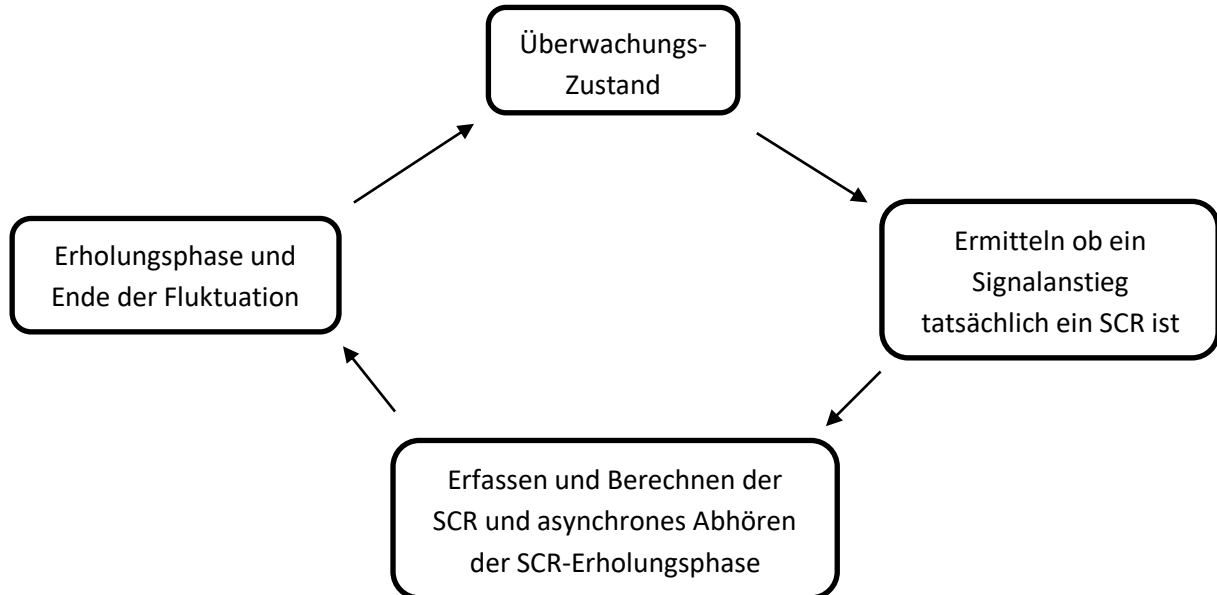 Überwachungs-
Zustand
Ermitteln ob ein
Signalanstieg
tatsächlich ein SCR ist
Erfassen und Berechnen der
SCR und asynchrones Abhören
der SCR-Erholungsphase
Erholungsphase und
Ende der Fluktuation